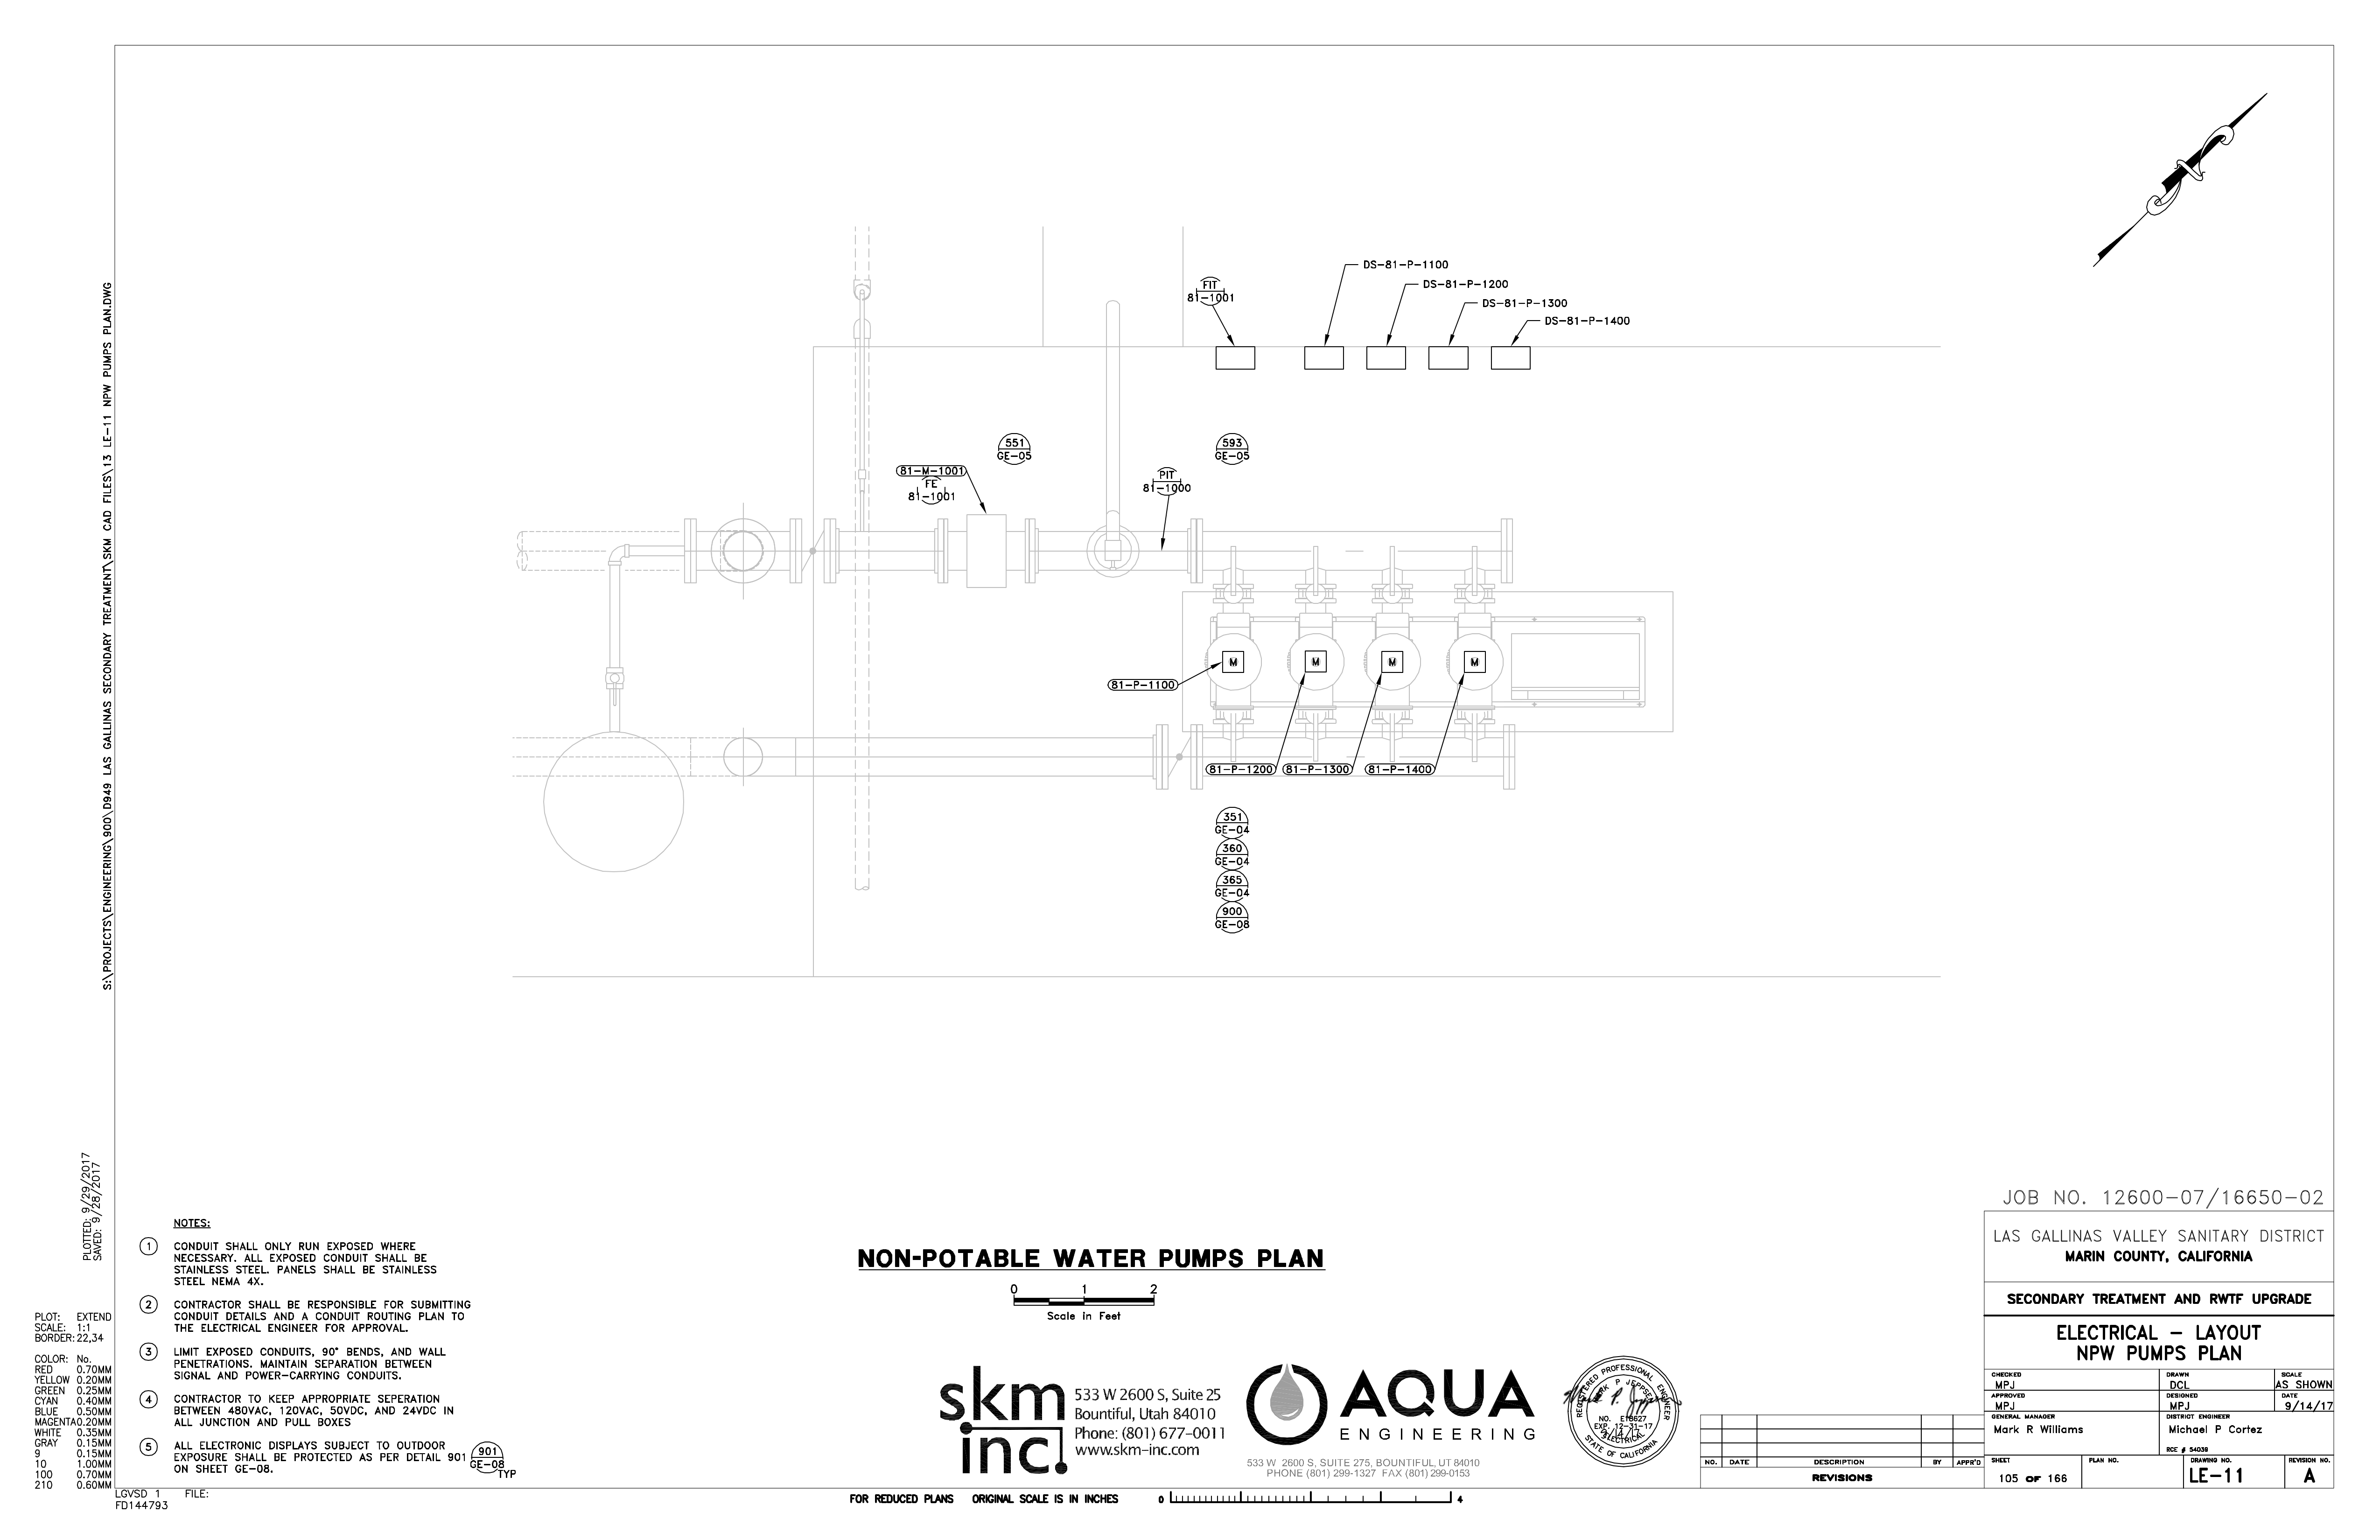 S:\PROJECTS\ENGINEERING\900\D949 LAS GALLINAS SECONDARY TREATMENT\SKM CAD FILES\13 LE-11 NPW PUMPS PLAN.DWG
FIT
81-1001
DS-81-P-1100
DS-81-P-1200
DS-81-P-1300
DS-81-P-1400
551
GE-05
593
GE-05
81-M-1001
FE
81-1001
PIT
81-1000
M
M
M
M
81-P-1100
81-P-1200
81-P-1300
81-P-1400
351
GE-04
360
GE-04
365
GE-04
900
GE-08
PLOTTED: 9/29/2017
SAVED: 9/28/2017
PLOT: EXTEND
SCALE: 1:1
BORDER: 22,34
COLOR: No.
RED 0.70MM
YELLOW 0.20MM
GREEN 0.25MM
CYAN 0.40MM
BLUE 0.50MM
MAGENTA 0.20MM
WHITE 0.35MM
GRAY 0.15MM
9 0.15MM
10 1.00MM
100 0.70MM
210 0.60MM
LGVSD 1 FILE:
FD144793
NOTES:
1 CONDUIT SHALL ONLY RUN EXPOSED WHERE
NECESSARY. ALL EXPOSED CONDUIT SHALL BE
STAINLESS STEEL. PANELS SHALL BE STAINLESS
STEEL NEMA 4X.
2 CONTRACTOR SHALL BE RESPONSIBLE FOR SUBMITTING
CONDUIT DETAILS AND A CONDUIT ROUTING PLAN TO
THE ELECTRICAL ENGINEER FOR APPROVAL.
3 LIMIT EXPOSED CONDUITS, 90° BENDS, AND WALL
PENETRATIONS. MAINTAIN SEPARATION BETWEEN
SIGNAL AND POWER-CARRYING CONDUITS.
4 CONTRACTOR TO KEEP APPROPRIATE SEPERATION
BETWEEN 480VAC, 120VAC, 50VDC, AND 24VDC IN
ALL JUNCTION AND PULL BOXES
5 ALL ELECTRONIC DISPLAYS SUBJECT TO OUTDOOR
EXPOSURE SHALL BE PROTECTED AS PER DETAIL 901
ON SHEET GE-08.
901
GE-08
TYP
NON-POTABLE WATER PUMPS PLAN
0 1 2
Scale in Feet
skm
inc.
533 W 2600 S, Suite 25
Bountiful, Utah 84010
Phone: (801) 677-0011
www.skm-inc.com
AQUA
ENGINEERING
533 W 2600 S, SUITE 275, BOUNTIFUL, UT 84010
PHONE (801) 299-1327 FAX (801) 299-0153
REGISTERED PROFESSIONAL ENGINEER
MARK P JEPPSEN
NO. E18627
EXP. 12-31-17
ELECTRICAL
STATE OF CALIFORNIA
FOR REDUCED PLANS ORIGINAL SCALE IS IN INCHES 0 4
NO. DATE DESCRIPTION BY APPR'D
REVISIONS
JOB NO. 12600-07/16650-02
LAS GALLINAS VALLEY SANITARY DISTRICT
MARIN COUNTY, CALIFORNIA
SECONDARY TREATMENT AND RWTF UPGRADE
ELECTRICAL - LAYOUT
NPW PUMPS PLAN
CHECKED DRAWN SCALE
MPJ DCL AS SHOWN
APPROVED DESIGNED DATE
MPJ MPJ 9/14/17
GENERAL MANAGER DISTRICT ENGINEER
Mark R Williams Michael P Cortez
RCE # 54039
SHEET PLAN NO. DRAWING NO. REVISION NO.
105 OF 166 LE-11 A